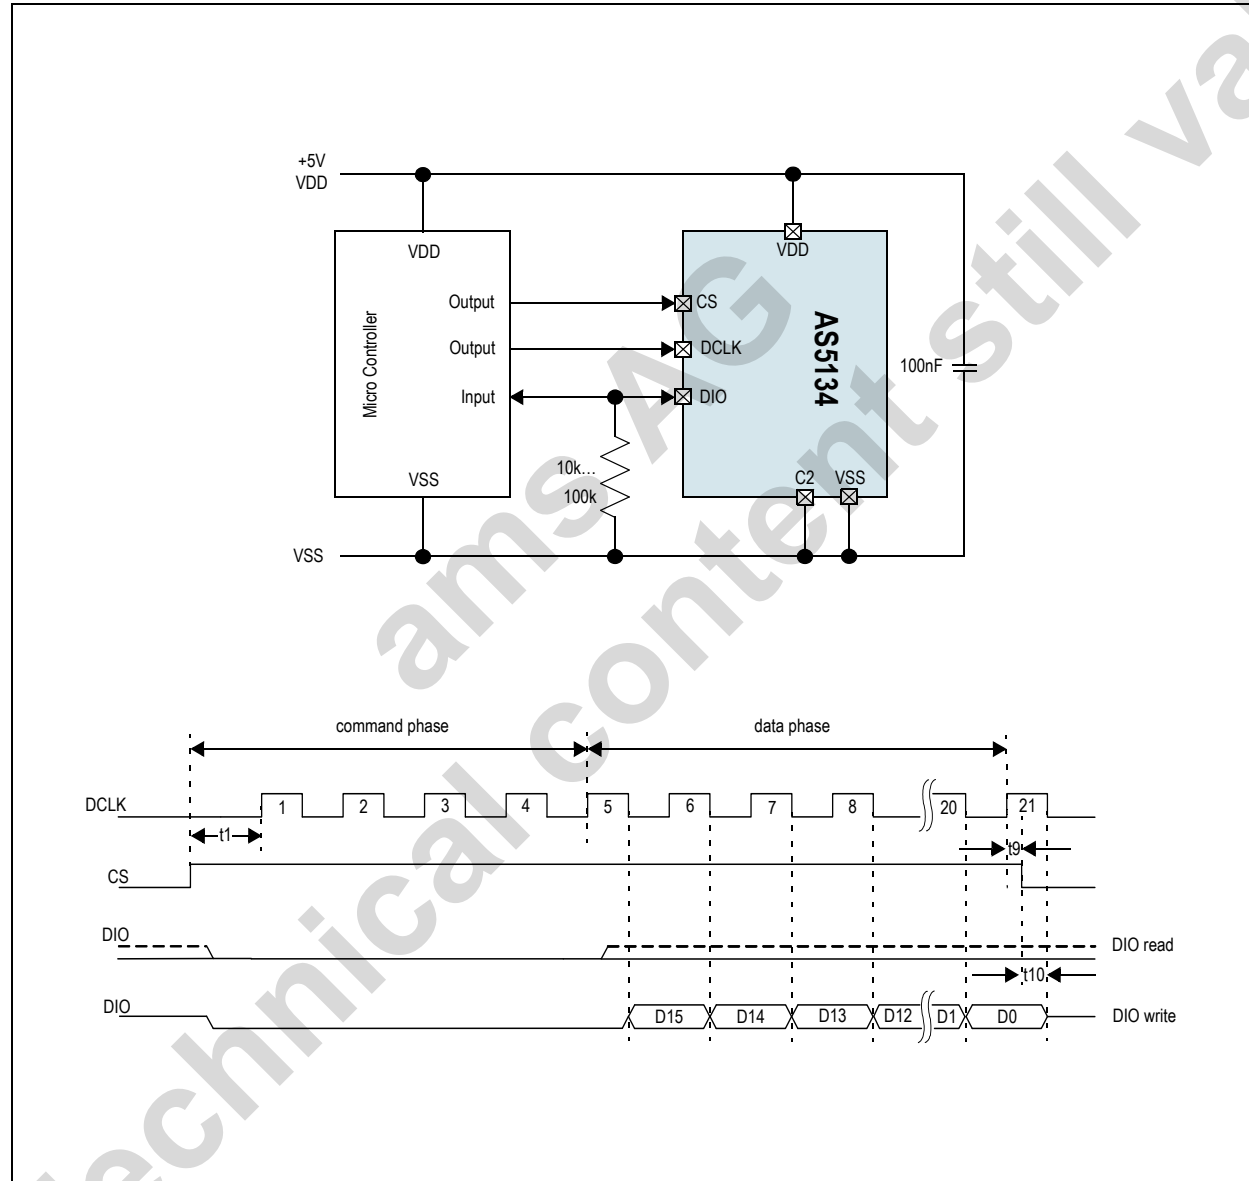 +5V
VDD
VDD
VDD
Output
CS
Output
DCLK
Input
DIO
Micro Controller
AS5134
100nF
10k...
100k
VSS
C2 VSS
VSS
ams AG
technical content still va
command phase
data phase
DCLK
1 2 3 4 5 6 7 8 20 21
t1
t9
CS
DIO
DIO read
t10
DIO
D15 D14 D13 D12 D1 D0
DIO write